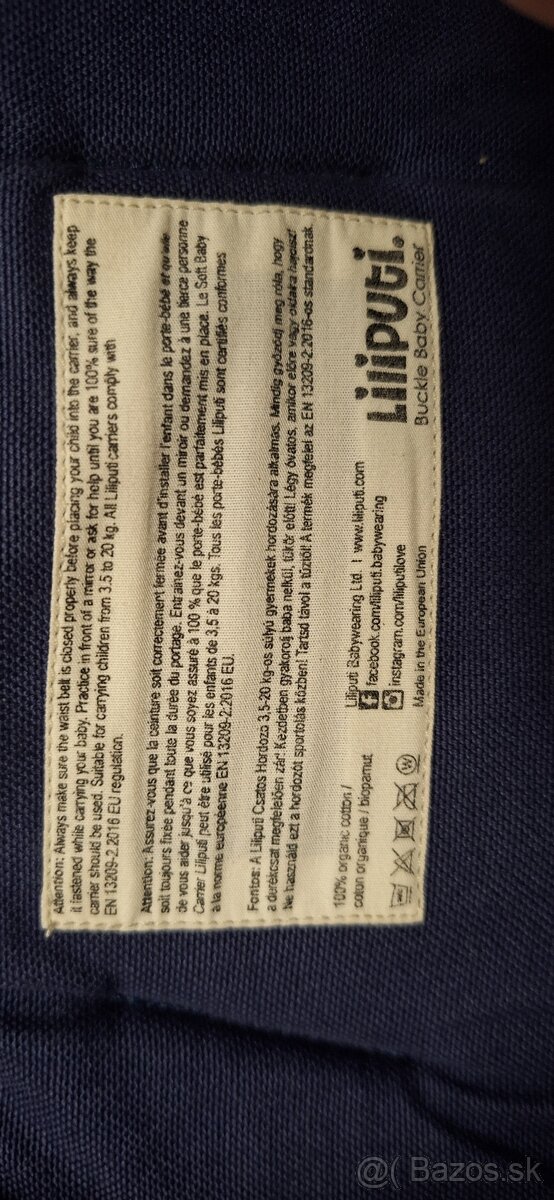 Attention: Always make sure the waist belt is closed properly before placing your child into the carrier, and always keep
it fastened while carrying your baby. Practice in front of a mirror or ask for help until you are 100% sure of the way the
carrier should be used. Suitable for carrying children from 3.5 to 20 kg. All Liliputi carriers comply with
EN 13209-2:2016 EU regulation.
Attention: Assurez-vous que la ceinture soit correctement fermée avant d'installer l'enfant dans le porte-bébé et qu'elle
soit toujours fixée pendant toute la durée du portage. Entrainez-vous devant un miroir ou demandez à une tierce personne
de vous aider jusqu'à ce que vous soyez assuré à 100 % que le porte-bébé est parfaitement mis en place. Le Soft Baby
Carrier Liliputi peut être utilisé pour les enfants de 3,5 à 20 kgs. Tous les porte-bébés Liliputi sont certifiés conformes
à la norme européenne EN 13209-2:2016 EU.
Fontos: A Liliputi Csatos Hordozó 3,5-20 kg-os súlyú gyermekek hordozására alkalmas. Mindig győződj meg róla, hogy
a derékcsat megfelelően zár! Kezdetben gyakorolj baba nélkül, tükör előtt! Légy óvatos, amikor előre vagy oldalra hajolsz!
Ne használd ezt a hordozót sportolás közben! Tartsd távol a tűztől! A termék megfelel az EN 13209-2:2016-os standardnak
100% organic cotton /
coton organique / biopamut
Liliputi Babywearing Ltd. | www.liliputi.com
facebook.com/liliputi.babywearing
instagram.com/liliputilove
Made in the European Union
Liliputi®
Buckle Baby Carrier
@( Bazos.sk